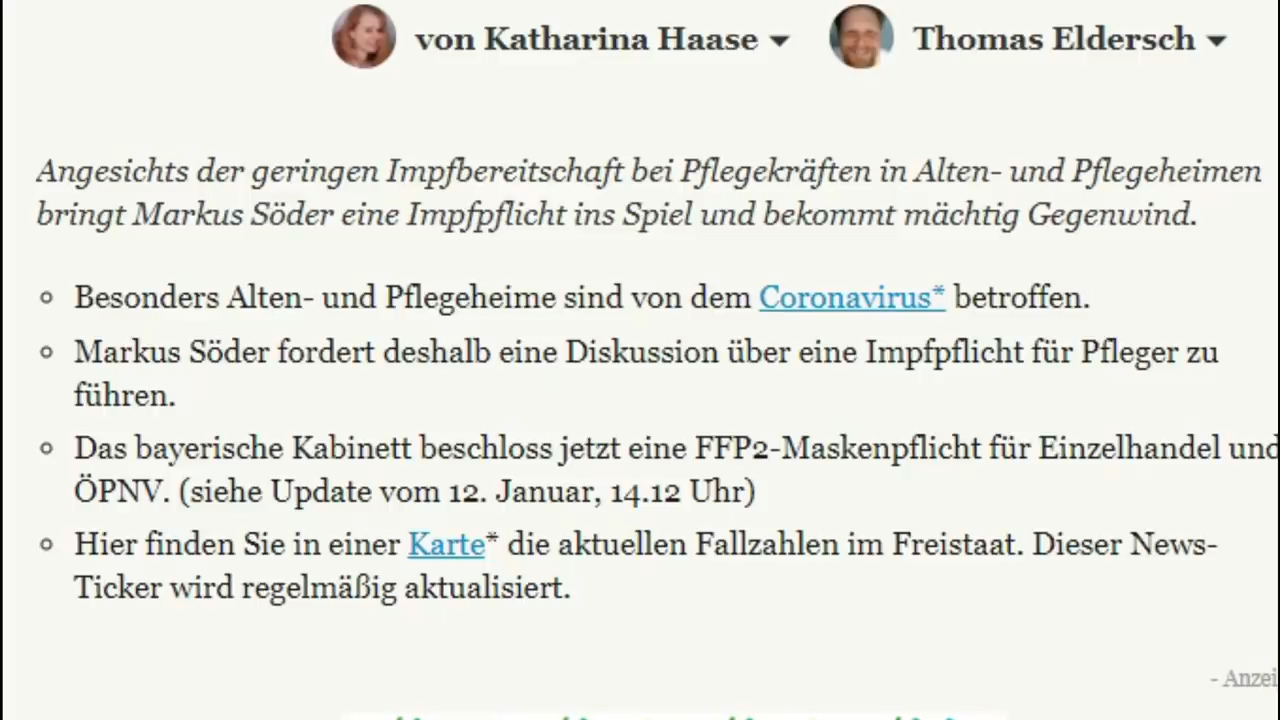 von Katharina Haase Thomas Eldersch
Angesichts der geringen Impfbereitschaft bei Pflegekräften in Alten- und Pflegeheimen
bringt Markus Söder eine Impfpflicht ins Spiel und bekommt mächtig Gegenwind.
Besonders Alten- und Pflegeheime sind von dem Coronavirus* betroffen.
Markus Söder fordert deshalb eine Diskussion über eine Impfpflicht für Pfleger zu
führen.
Das bayerische Kabinett beschloss jetzt eine FFP2-Maskenpflicht für Einzelhandel und
ÖPNV. (siehe Update vom 12. Januar, 14.12 Uhr)
Hier finden Sie in einer Karte* die aktuellen Fallzahlen im Freistaat. Dieser News-
Ticker wird regelmäßig aktualisiert.
- Anzei